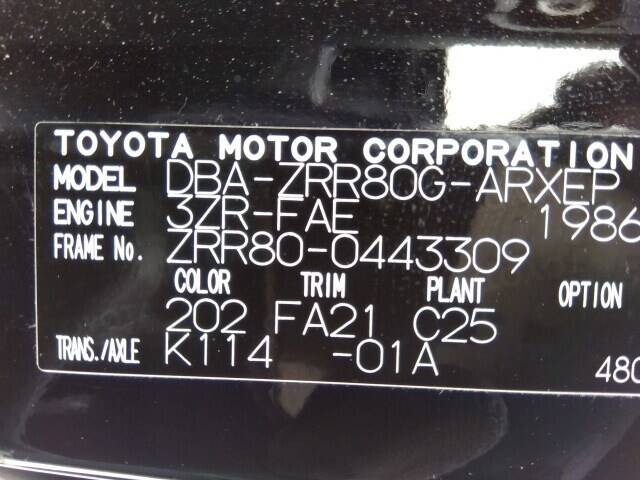 TOYOTA MOTOR CORPORATION
MODEL DBA-ZRR80G-ARXEP
ENGINE 3ZR-FAE 1986
FRAME No. ZRR80-0443309
COLOR TRIM PLANT OPTION
202 FA21 C25
TRANS./AXLE K114 -01A
480